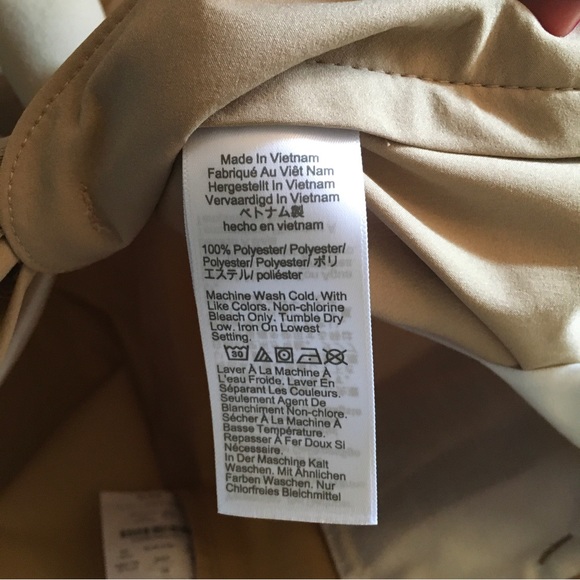 Made In Vietnam
Fabriqué Au Viêt Nam
Hergestellt In Vietnam
Vervaardigd In Vietnam
ベトナム製
hecho en vietnam
100% Polyester/ Polyester/
Polyester/ Polyester/ ポリ
エステル/ poliéster
Machine Wash Cold. With
Like Colors. Non-chlorine
Bleach Only. Tumble Dry
Low. Iron On Lowest
Setting.
30
Laver À La Machine À
L'eau Froide. Laver En
Séparant Les Couleurs.
Seulement Agent De
Blanchiment Non-chlore.
Sécher À La Machine À
Basse Température.
Repasser À Fer Doux Si
Nécessaire.
In Der Maschine Kalt
Waschen. Mit Ähnlichen
Farben Waschen. Nur
Chlorfreies Bleichmittel